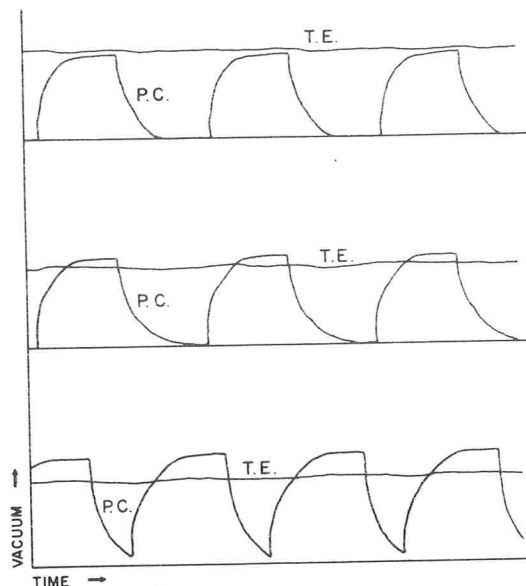 T.E.
P.C.
T.E.
P.C.
T.E.
P.C.
VACUUM →
TIME →